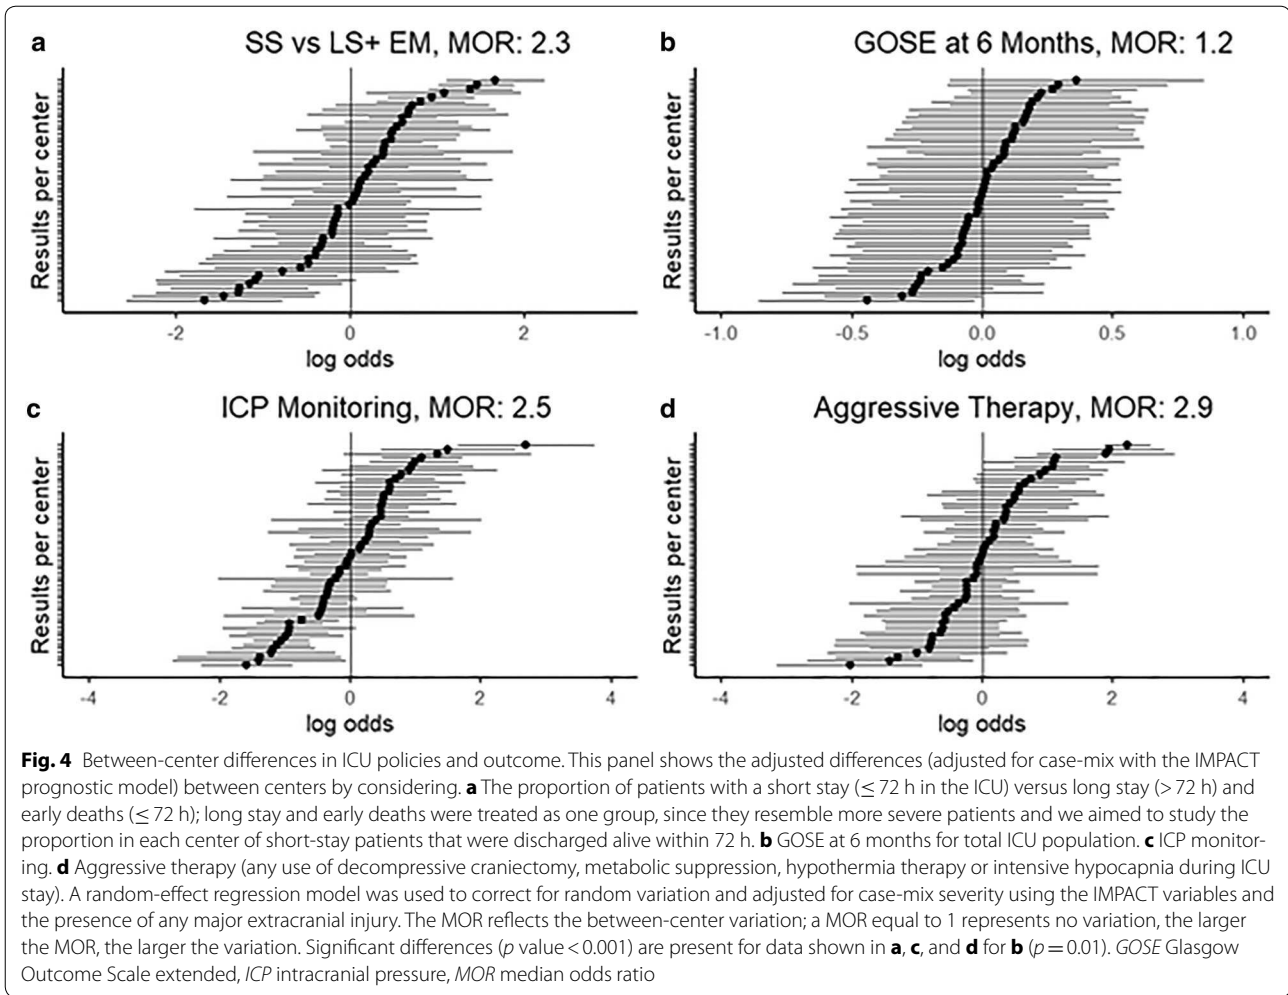 a
SS vs LS+ EM, MOR: 2.3
Results per center
-2 0 2
log odds
b
GOSE at 6 Months, MOR: 1.2
Results per center
-1.0 -0.5 0.0 0.5 1.0
log odds
c
ICP Monitoring, MOR: 2.5
Results per center
-4 -2 0 2 4
log odds
d
Aggressive Therapy, MOR: 2.9
Results per center
-4 -2 0 2 4
log odds
Fig. 4 Between-center differences in ICU policies and outcome. This panel shows the adjusted differences (adjusted for case-mix with the IMPACT
prognostic model) between centers by considering. a The proportion of patients with a short stay (≤ 72 h in the ICU) versus long stay (> 72 h) and
early deaths (≤ 72 h); long stay and early deaths were treated as one group, since they resemble more severe patients and we aimed to study the
proportion in each center of short-stay patients that were discharged alive within 72 h. b GOSE at 6 months for total ICU population. c ICP monitor-
ing. d Aggressive therapy (any use of decompressive craniectomy, metabolic suppression, hypothermia therapy or intensive hypocapnia during ICU
stay). A random-effect regression model was used to correct for random variation and adjusted for case-mix severity using the IMPACT variables and
the presence of any major extracranial injury. The MOR reflects the between-center variation; a MOR equal to 1 represents no variation, the larger
the MOR, the larger the variation. Significant differences (p value < 0.001) are present for data shown in a, c, and d for b (p = 0.01). GOSE Glasgow
Outcome Scale extended, ICP intracranial pressure, MOR median odds ratio